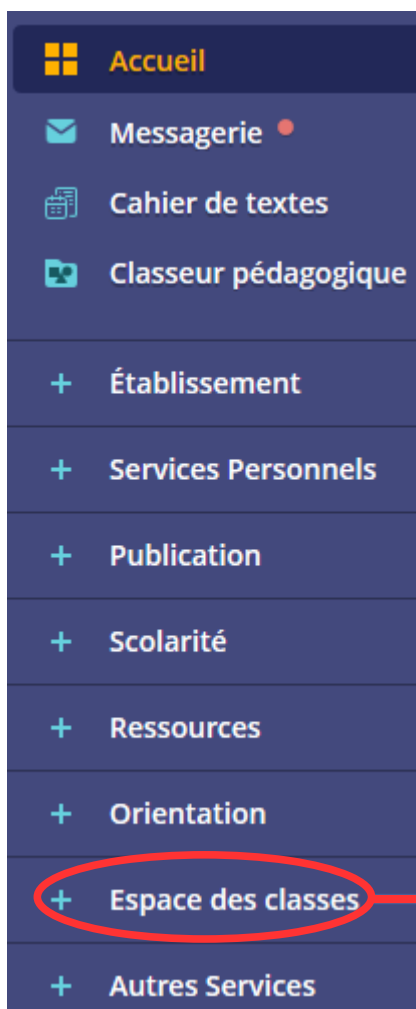 Accueil
Messagerie
Cahier de textes
Classeur pédagogique
+ Établissement
+ Services Personnels
+ Publication
+ Scolarité
+ Ressources
+ Orientation
+ Espace des classes
+ Autres Services